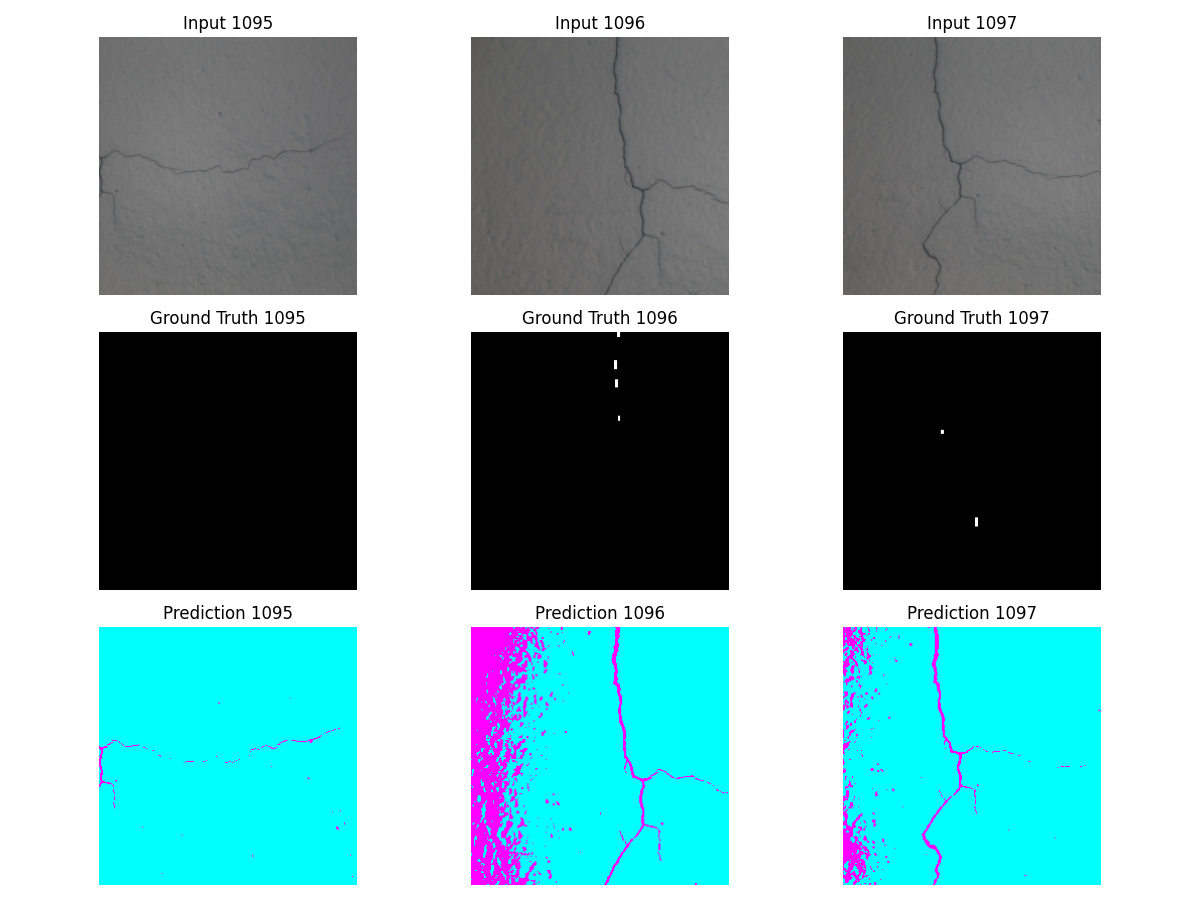 Input 1095
Input 1096
Input 1097
Ground Truth 1095
Ground Truth 1096
Ground Truth 1097
Prediction 1095
Prediction 1096
Prediction 1097